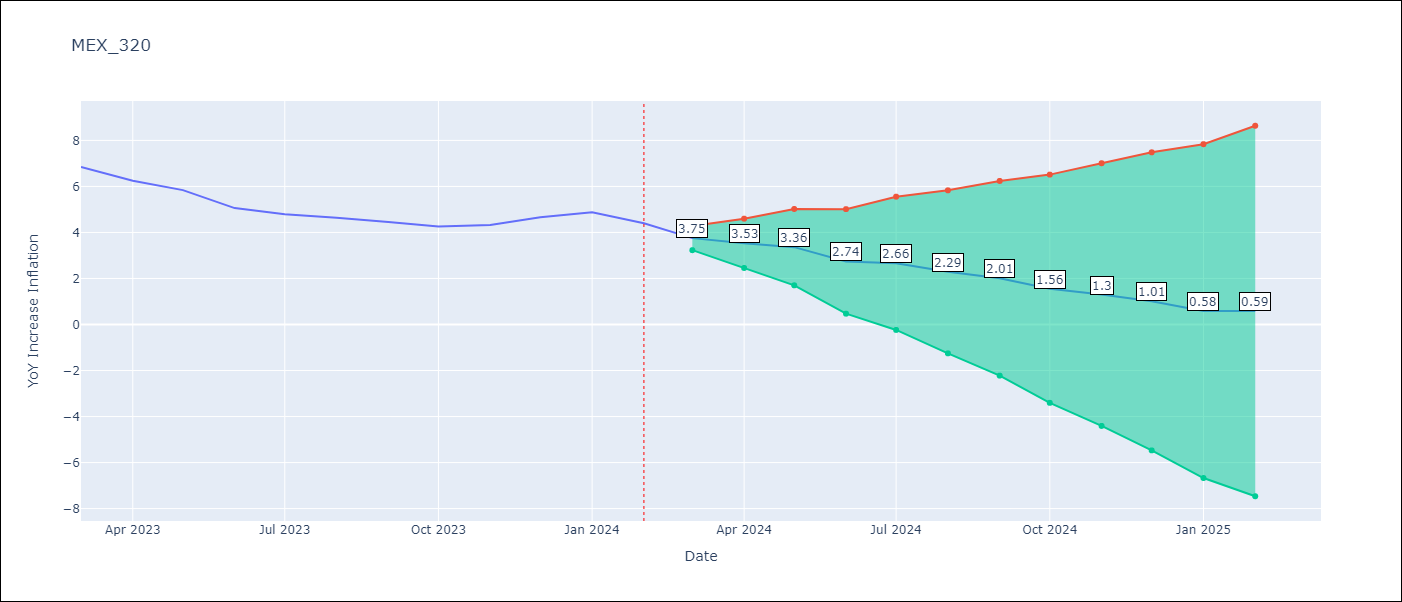 MEX_320
YoY Increase Inflation
8
6
4
2
0
−2
−4
−6
−8
3.75
3.53
3.36
2.74
2.66
2.29
2.01
1.56
1.3
1.01
0.58
0.59
Apr 2023
Jul 2023
Oct 2023
Jan 2024
Apr 2024
Jul 2024
Oct 2024
Jan 2025
Date